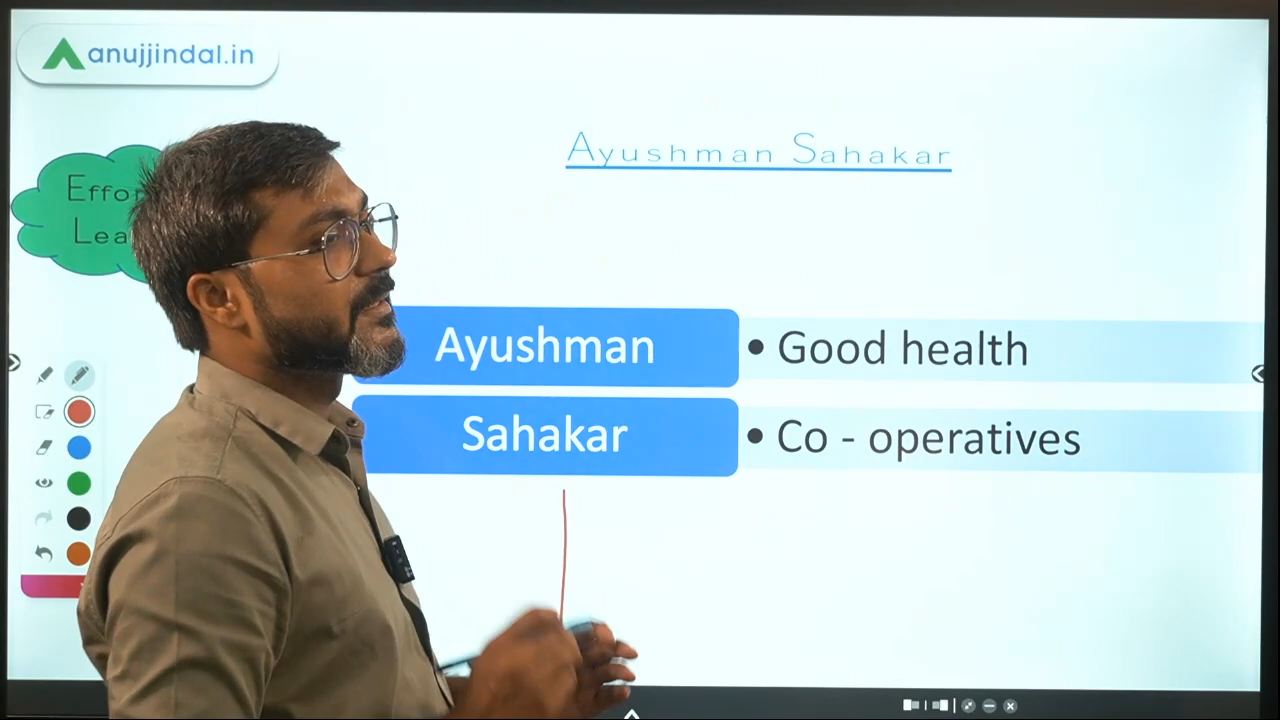 anujjindal.in
Ayushman Sahakar
Ayushman
• Good health
Sahakar
• Co - operatives